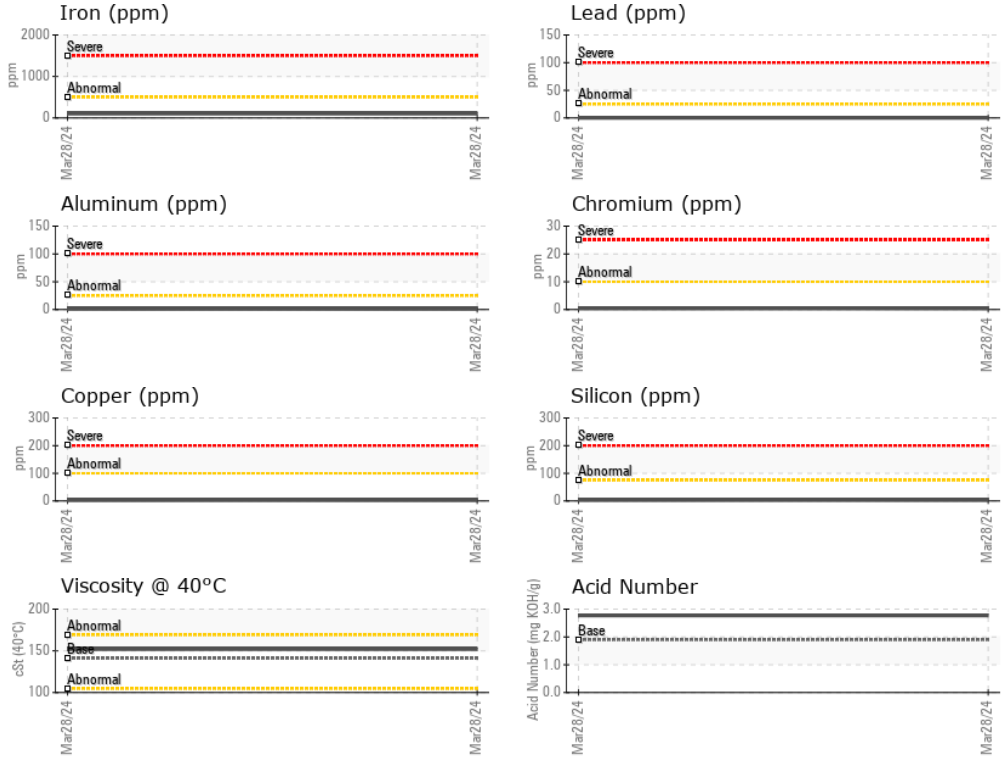 Iron (ppm)
2000
1000
0
ppm
Severe
Abnormal
Mar28/24
Mar28/24
Lead (ppm)
150
100
50
0
ppm
Severe
Abnormal
Mar28/24
Mar28/24
Aluminum (ppm)
150
100
50
0
ppm
Severe
Abnormal
Mar28/24
Mar28/24
Chromium (ppm)
30
20
10
0
ppm
Severe
Abnormal
Mar28/24
Mar28/24
Copper (ppm)
300
200
100
0
ppm
Severe
Abnormal
Mar28/24
Mar28/24
Silicon (ppm)
300
200
100
0
ppm
Severe
Abnormal
Mar28/24
Mar28/24
Viscosity @ 40°C
200
150
100
cSt (40°C)
Abnormal
Base
Abnormal
Mar28/24
Mar28/24
Acid Number
3.0
2.0
1.0
0.0
Acid Number (mg KOH/g)
Base
Mar28/24
Mar28/24